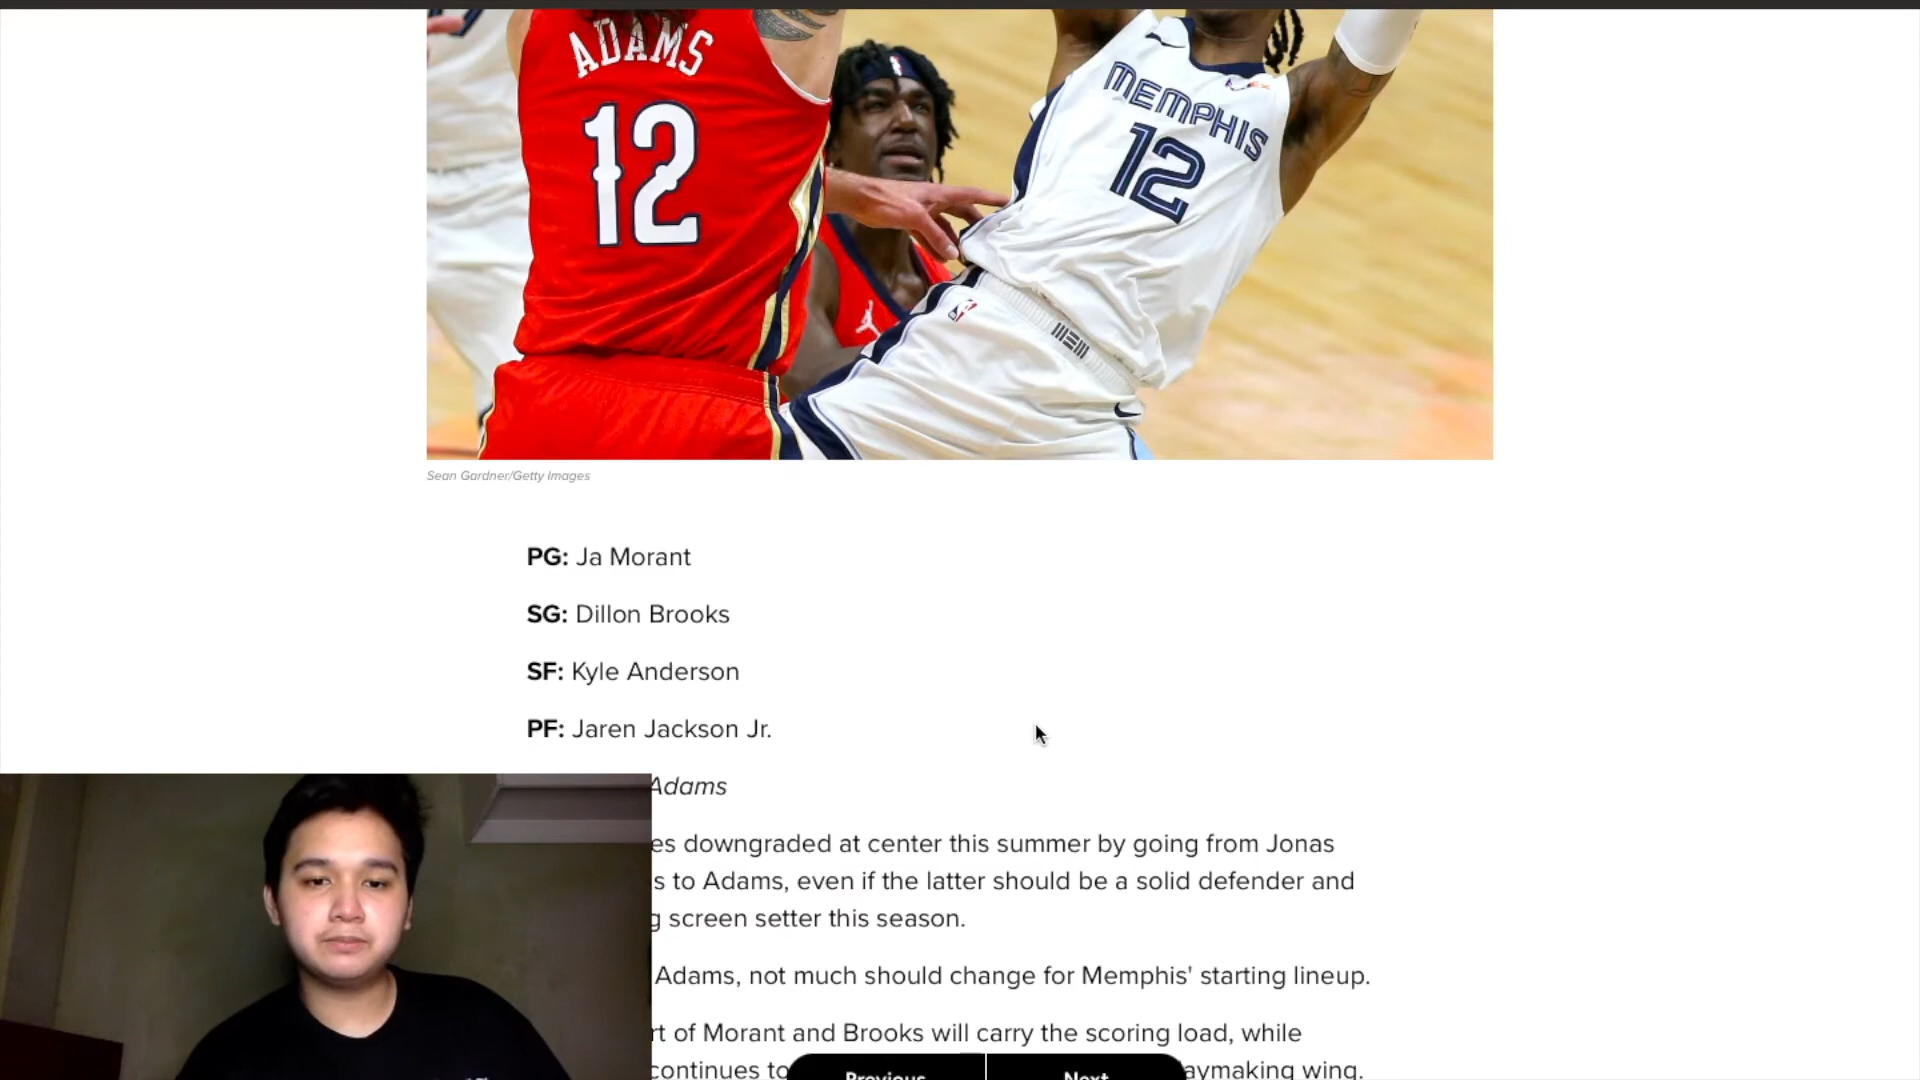 ADAMS
12
MEMPHIS
12
Sean Gardner/Getty Images
PG: Ja Morant
SG: Dillon Brooks
SF: Kyle Anderson
PF: Jaren Jackson Jr.
Adams
es downgraded at center this summer by going from Jonas
s to Adams, even if the latter should be a solid defender and
g screen setter this season.
Adams, not much should change for Memphis' starting lineup.
rt of Morant and Brooks will carry the scoring load, while
continues to aymaking wing.
Previous Next